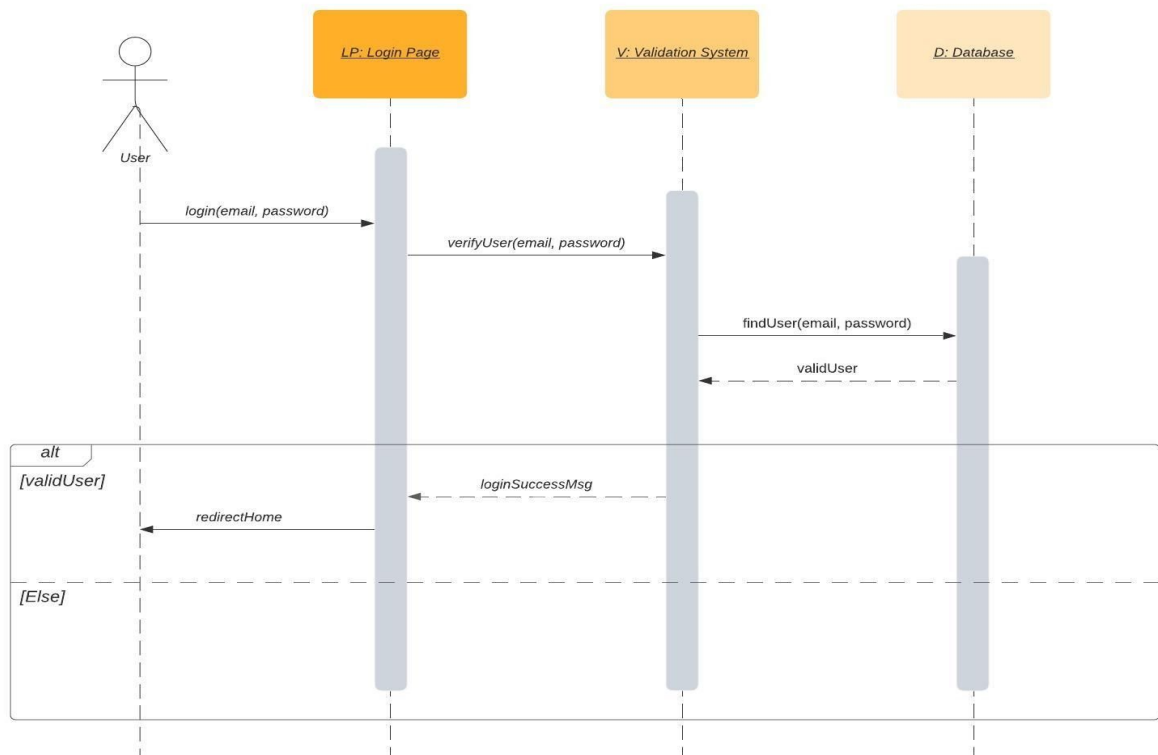 LP: Login Page
V: Validation System
D: Database
User
login(email, password)
verifyUser(email, password)
findUser(email, password)
validUser
alt
[validUser]
loginSuccessMsg
redirectHome
[Else]